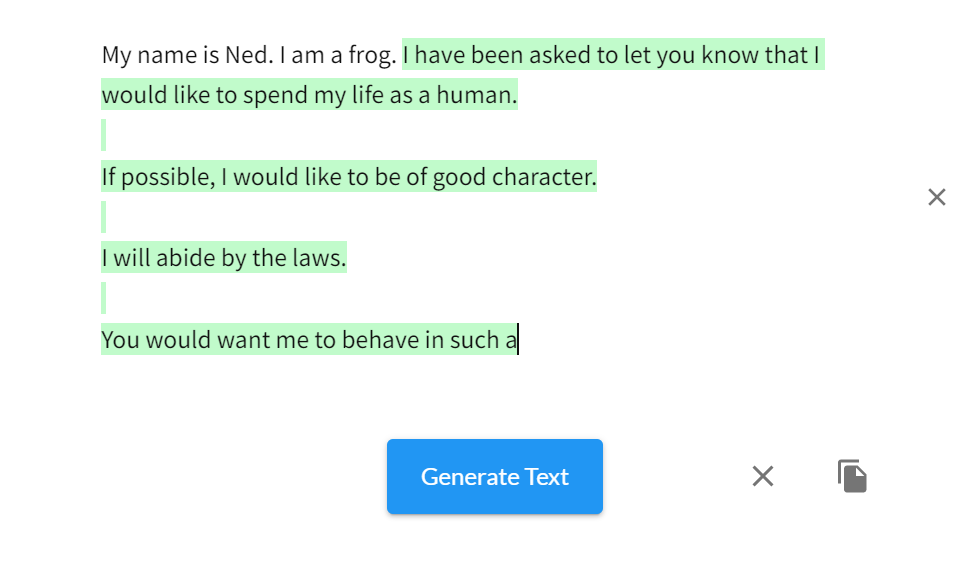 My name is Ned. I am a frog. I have been asked to let you know that I
would like to spend my life as a human.
If possible, I would like to be of good character.
I will abide by the laws.
You would want me to behave in such a
Generate Text